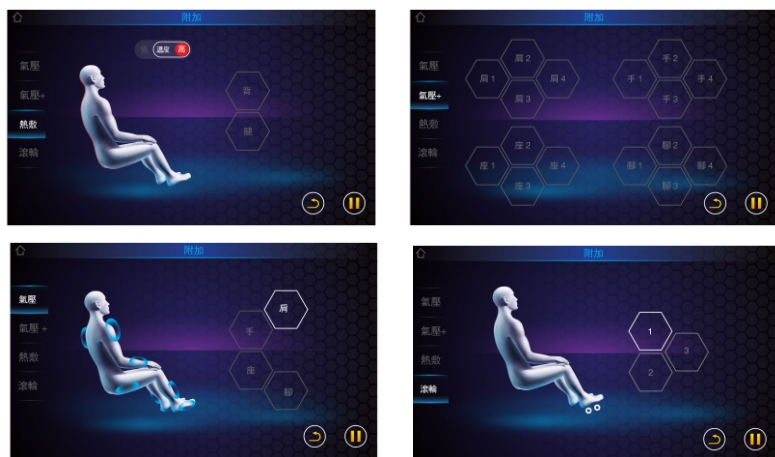 附加
溫度 高
氣壓
氣壓+
熱敷
滾輪
背
腿
附加
氣壓
氣壓+
熱敷
滾輪
肩1 肩2 肩3 肩4
手1 手2 手3 手4
座1 座2 座3 座4
腳1 腳2 腳3 腳4
附加
氣壓
氣壓+
熱敷
滾輪
肩
手
座
腳
附加
氣壓
氣壓+
熱敷
滾輪
1
2
3